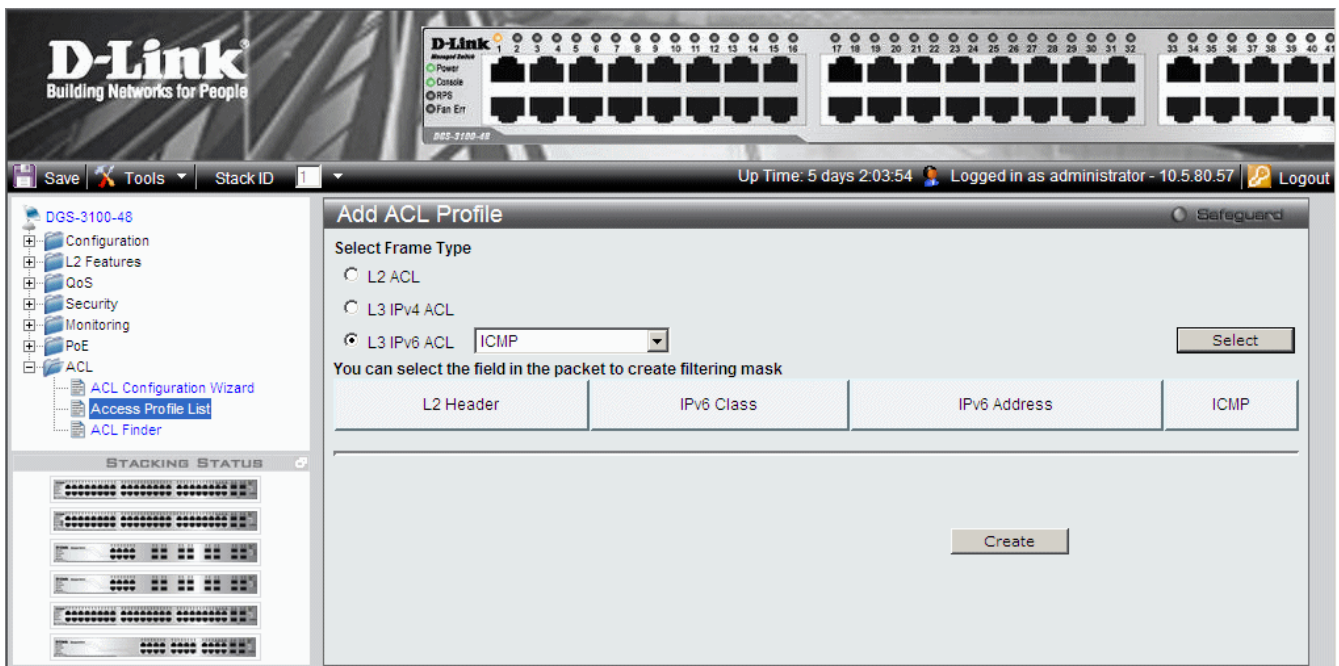 D-Link
Building Networks for People
D-Link
Managed Switch
Power
Console
RPS
Fan Err
1 2 3 4 5 6 7 8 9 10 11 12 13 14 15 16
17 18 19 20 21 22 23 24 25 26 27 28 29 30 31 32
33 34 35 36 37 38 39 40 41
DGS-3100-48
Save
Tools
Stack ID
1
Up Time: 5 days 2:03:54
Logged in as administrator - 10.5.80.57
Logout
DGS-3100-48
Configuration
L2 Features
QoS
Security
Monitoring
PoE
ACL
ACL Configuration Wizard
Access Profile List
ACL Finder
STACKING STATUS
Add ACL Profile
Safeguard
Select Frame Type
L2 ACL
L3 IPv4 ACL
L3 IPv6 ACL
ICMP
Select
You can select the field in the packet to create filtering mask
L2 Header
IPv6 Class
IPv6 Address
ICMP
Create